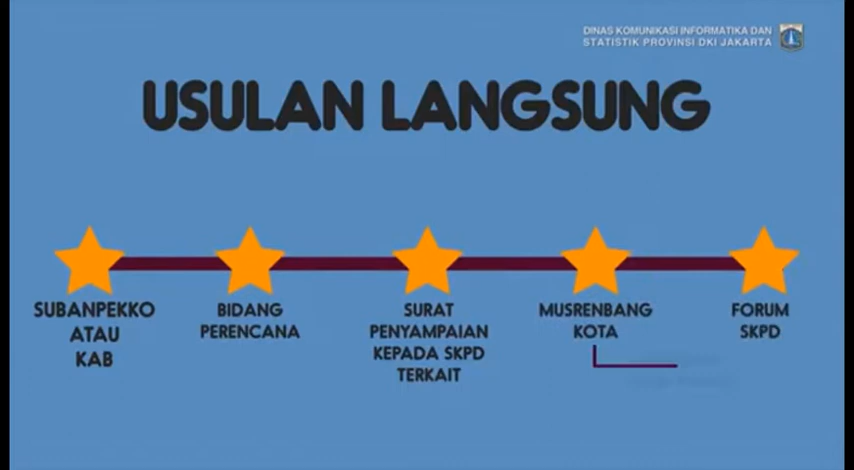 DINAS KOMUNIKASI INFORMATIKA DAN
STATISTIK PROVINSI DKI JAKARTA
USULAN LANGSUNG
SUBANPEKKO
ATAU
KAB
BIDANG
PERENCANA
SURAT
PENYAMPAIAN
KEPADA SKPD
TERKAIT
MUSRENBANG
KOTA
FORUM
SKPD